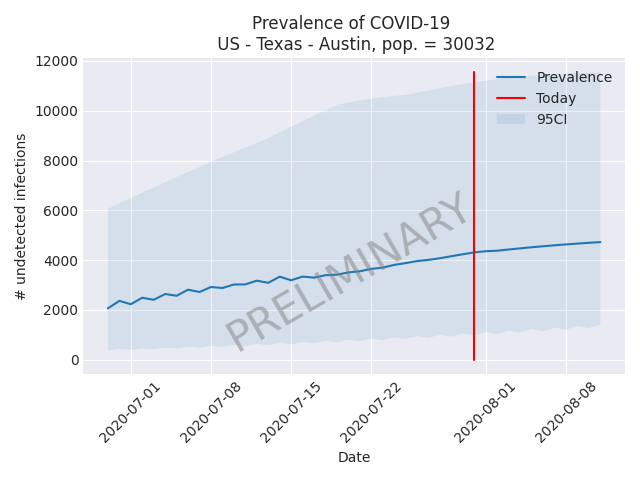 Prevalence of COVID-19
US - Texas - Austin, pop. = 30032
12000
10000
8000
6000
4000
2000
0
# undetected infections
Prevalence
Today
95CI
PRELIMINARY
2020-07-01
2020-07-08
2020-07-15
2020-07-22
2020-08-01
2020-08-08
Date